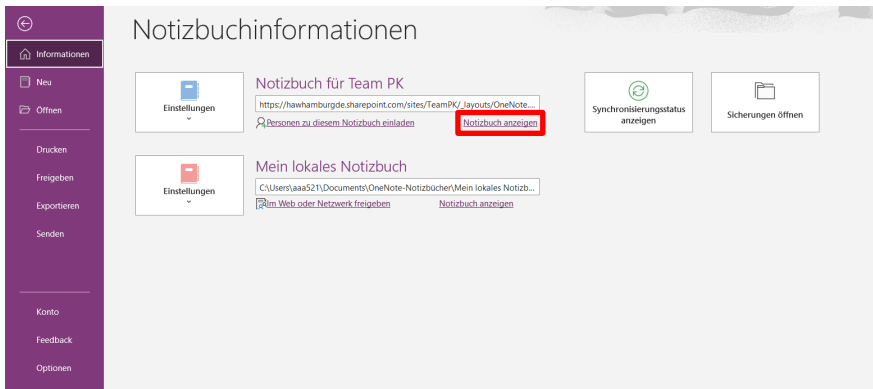 Notizbuchinformationen
Informationen
Neu
Öffnen
Drucken
Freigeben
Exportieren
Senden
Konto
Feedback
Optionen
Einstellungen
Notizbuch für Team PK
https://hawhamburgde.sharepoint.com/sites/TeamPK/_layouts/OneNote....
Personen zu diesem Notizbuch einladen
Notizbuch anzeigen
Synchronisierungsstatus
anzeigen
Sicherungen öffnen
Einstellungen
Mein lokales Notizbuch
C:\Users\aaa521\Documents\OneNote-Notizbücher\Mein lokales Notizb...
Im Web oder Netzwerk freigeben
Notizbuch anzeigen